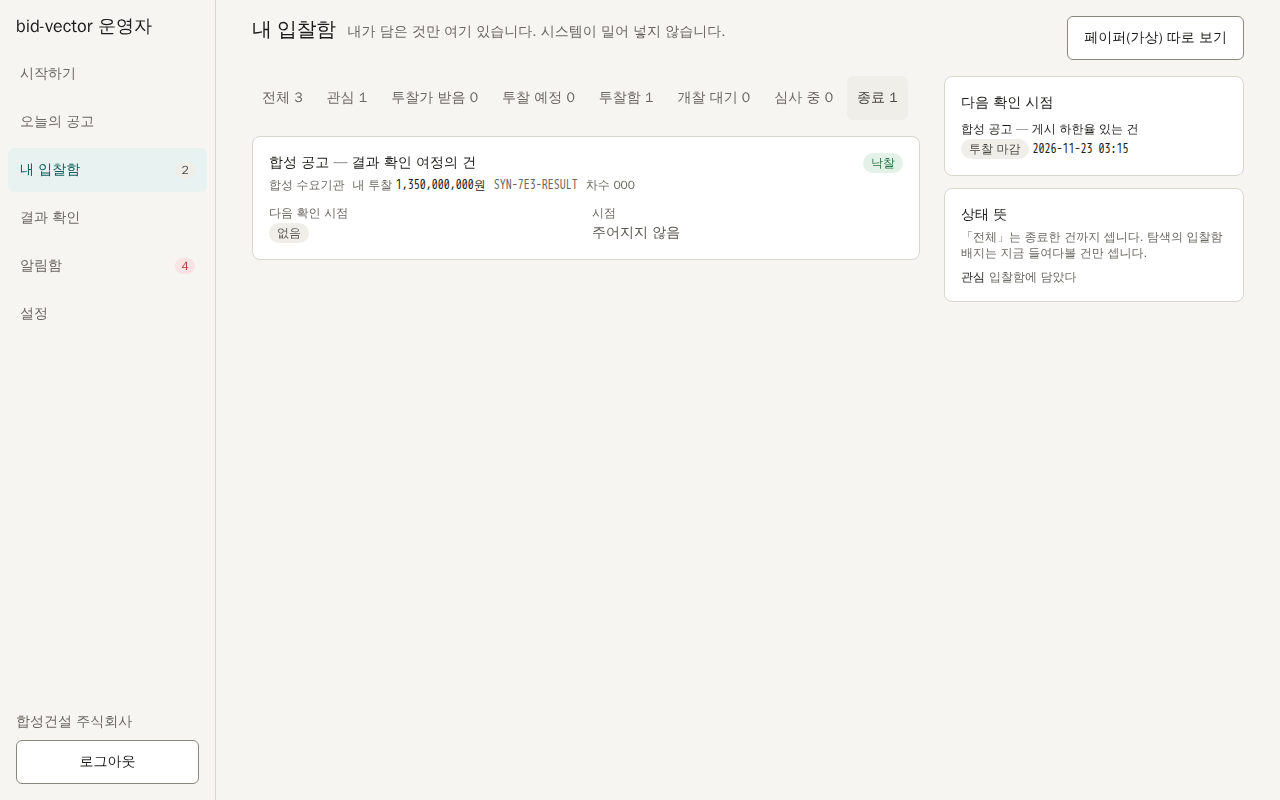 bid-vector 운영자
시작하기
오늘의 공고
내 입찰함 2
결과 확인
알림함 4
설정
합성건설 주식회사
로그아웃
내 입찰함 내가 담은 것만 여기 있습니다. 시스템이 밀어 넣지 않습니다.
페이퍼(가상) 따로 보기
전체 3 관심 1 투찰가 받음 0 투찰 예정 0 투찰함 1 개찰 대기 0 심사 중 0 종료 1
합성 공고 — 결과 확인 여정의 건 낙찰
합성 수요기관 내 투찰 1,350,000,000원 SYN-7E3-RESULT 차수 000
다음 확인 시점 시점
없음 주어지지 않음
다음 확인 시점
합성 공고 — 게시 하한율 있는 건
투찰 마감 2026-11-23 03:15
상태 뜻
「전체」는 종료한 건까지 셉니다. 탐색의 입찰함
배지는 지금 들여다볼 건만 셉니다.
관심 입찰함에 담았다